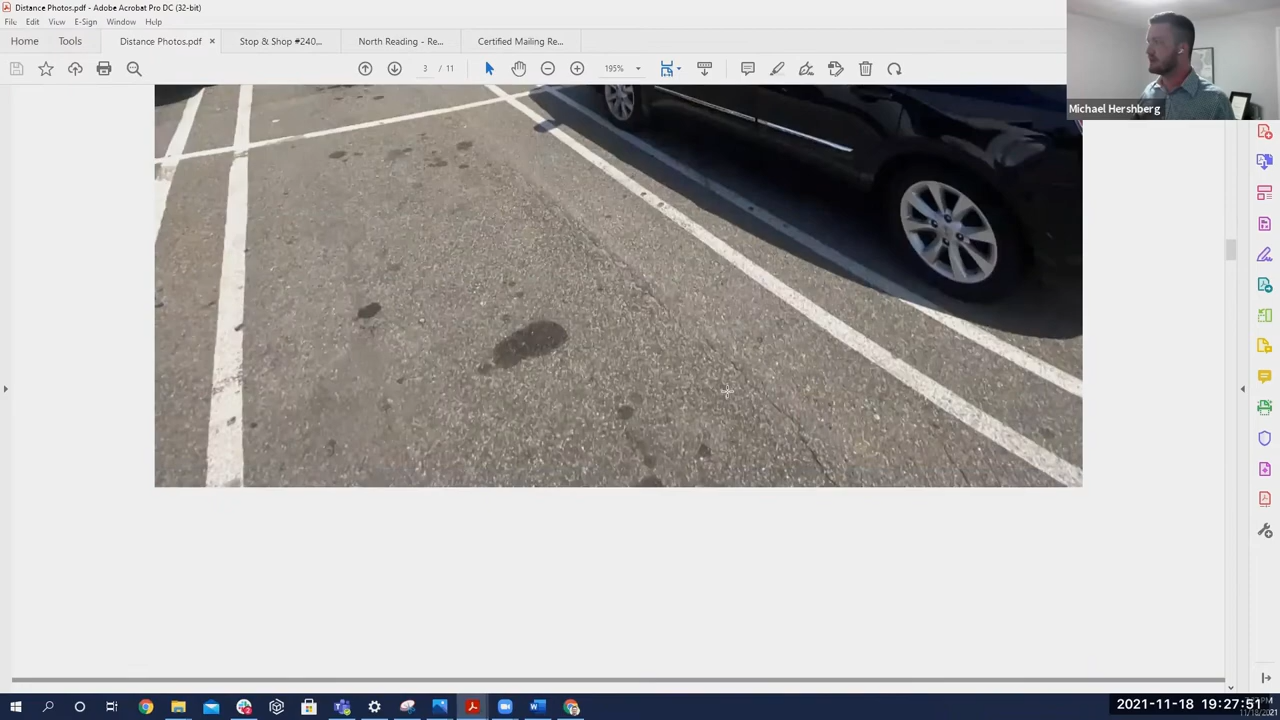 Distance Photos.pdf - Adobe Acrobat Pro DC (32-bit)
File Edit View E-Sign Window Help
Home Tools Distance Photos.pdf × Stop & Shop #240... North Reading - Re... Certified Mailing Re...
3 / 11 195%
Michael Hershberg
2021-11-18 19:27:51